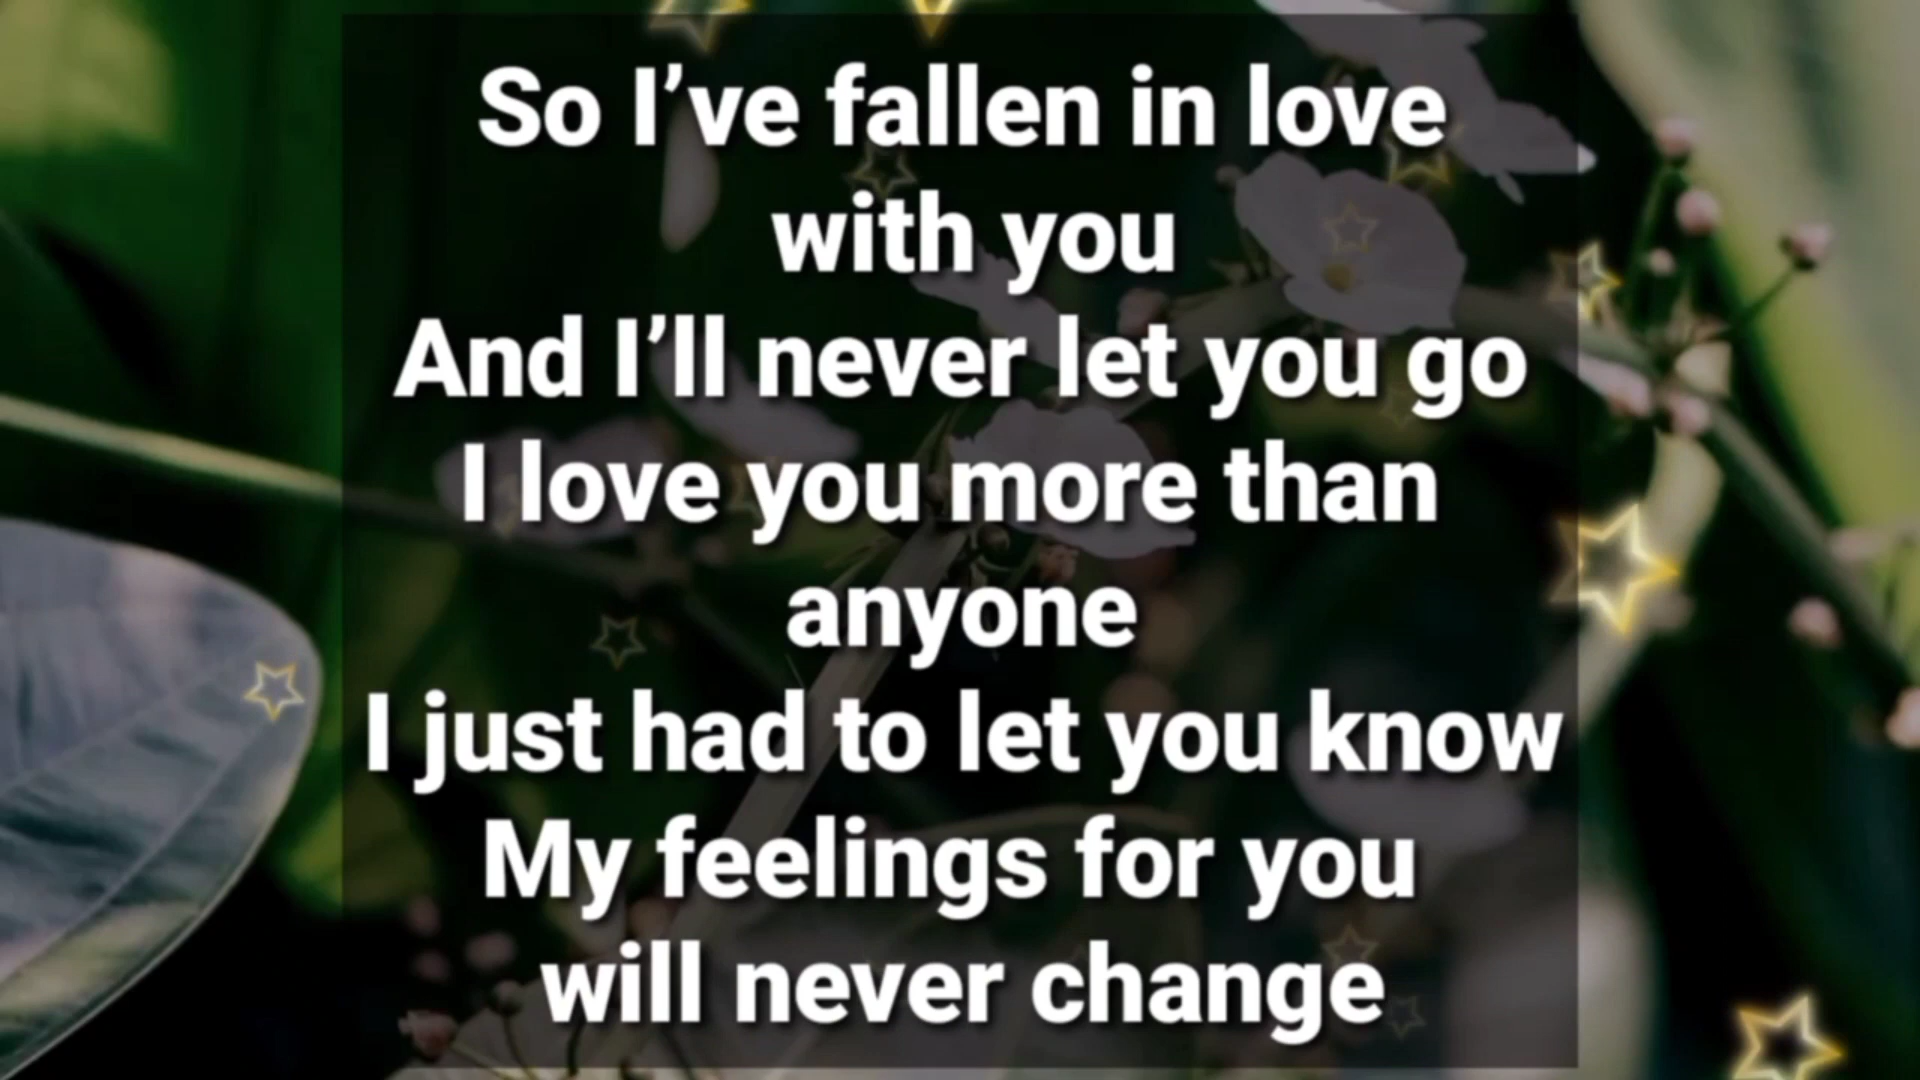 So I’ve fallen in love
with you
And I’ll never let you go
I love you more than
anyone
I just had to let you know
My feelings for you
will never change